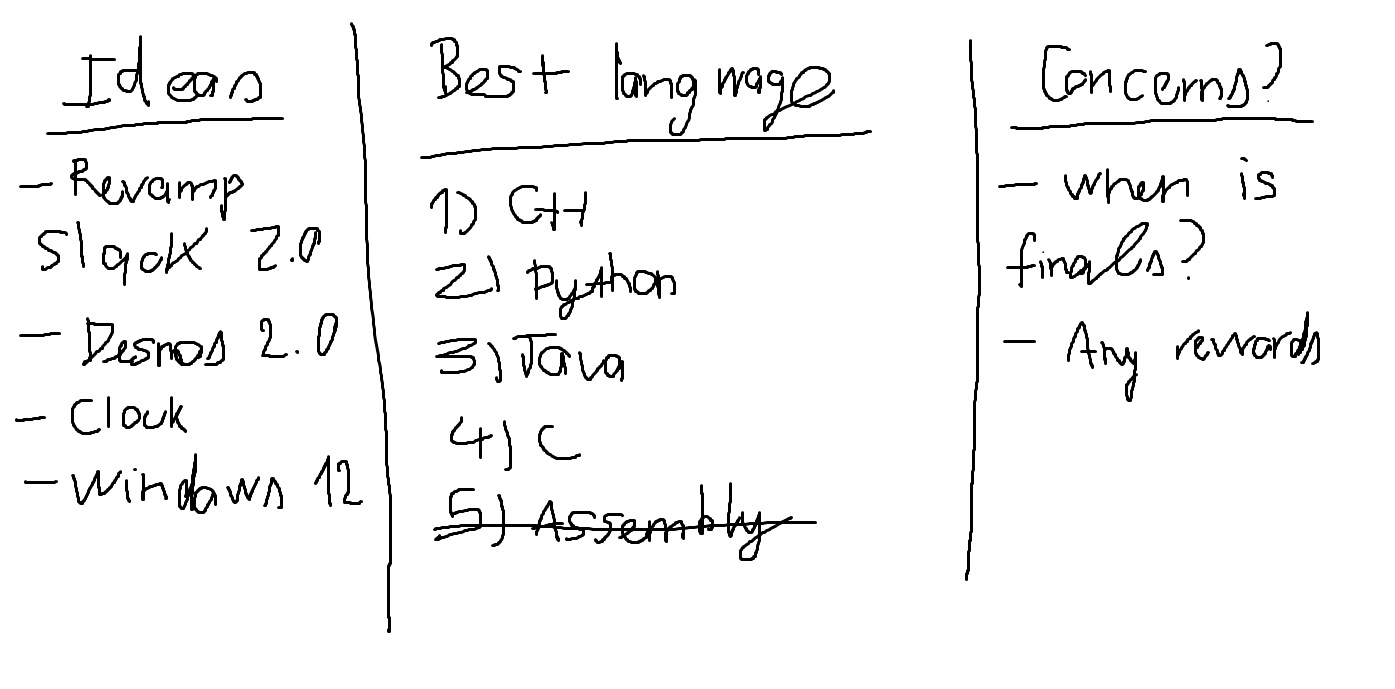 Ideas
- Revamp
Slack 2.0
- Desmos 2.0
- Clock
- Windows 12
Best language
1) C++
2) Python
3) Java
4) C
5) Assembly
Concerns?
- when is
finals?
- Any rewards